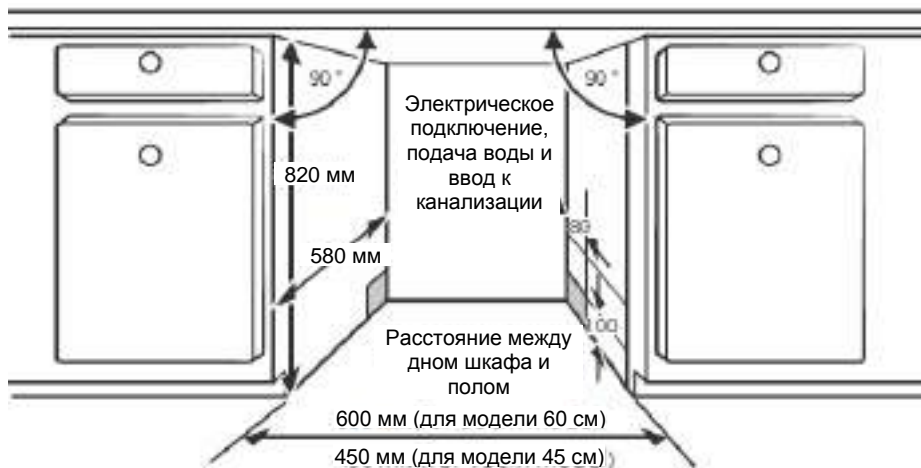 90°
90°
Электрическое
подключение,
подача воды и
ввод к
канализации
820 мм
580 мм
80
100
Расстояние между
дном шкафа и
полом
600 мм (для модели 60 см)
450 мм (для модели 45 см)